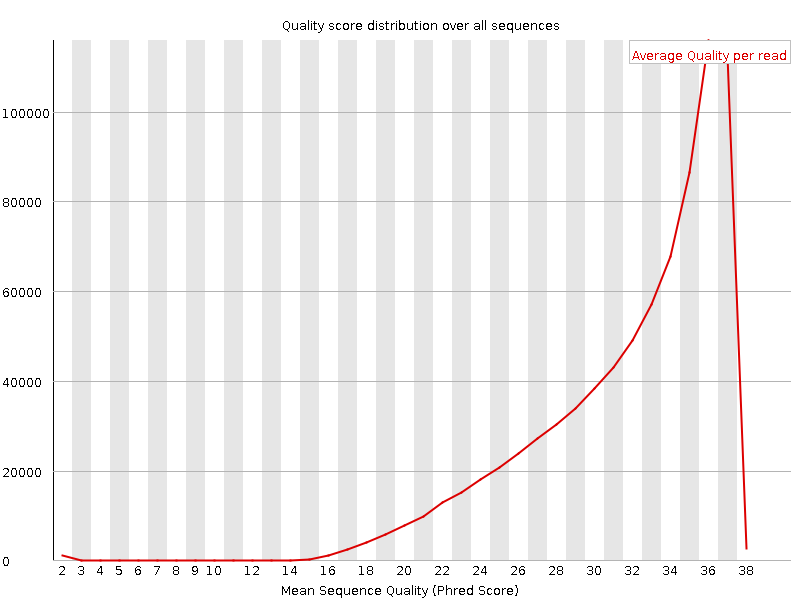 Quality score distribution over all sequences
Average Quality per read
100000
80000
60000
40000
20000
0
2 3 4 5 6 7 8 9 10 12 14 16 18 20 22 24 26 28 30 32 34 36 38
Mean Sequence Quality (Phred Score)